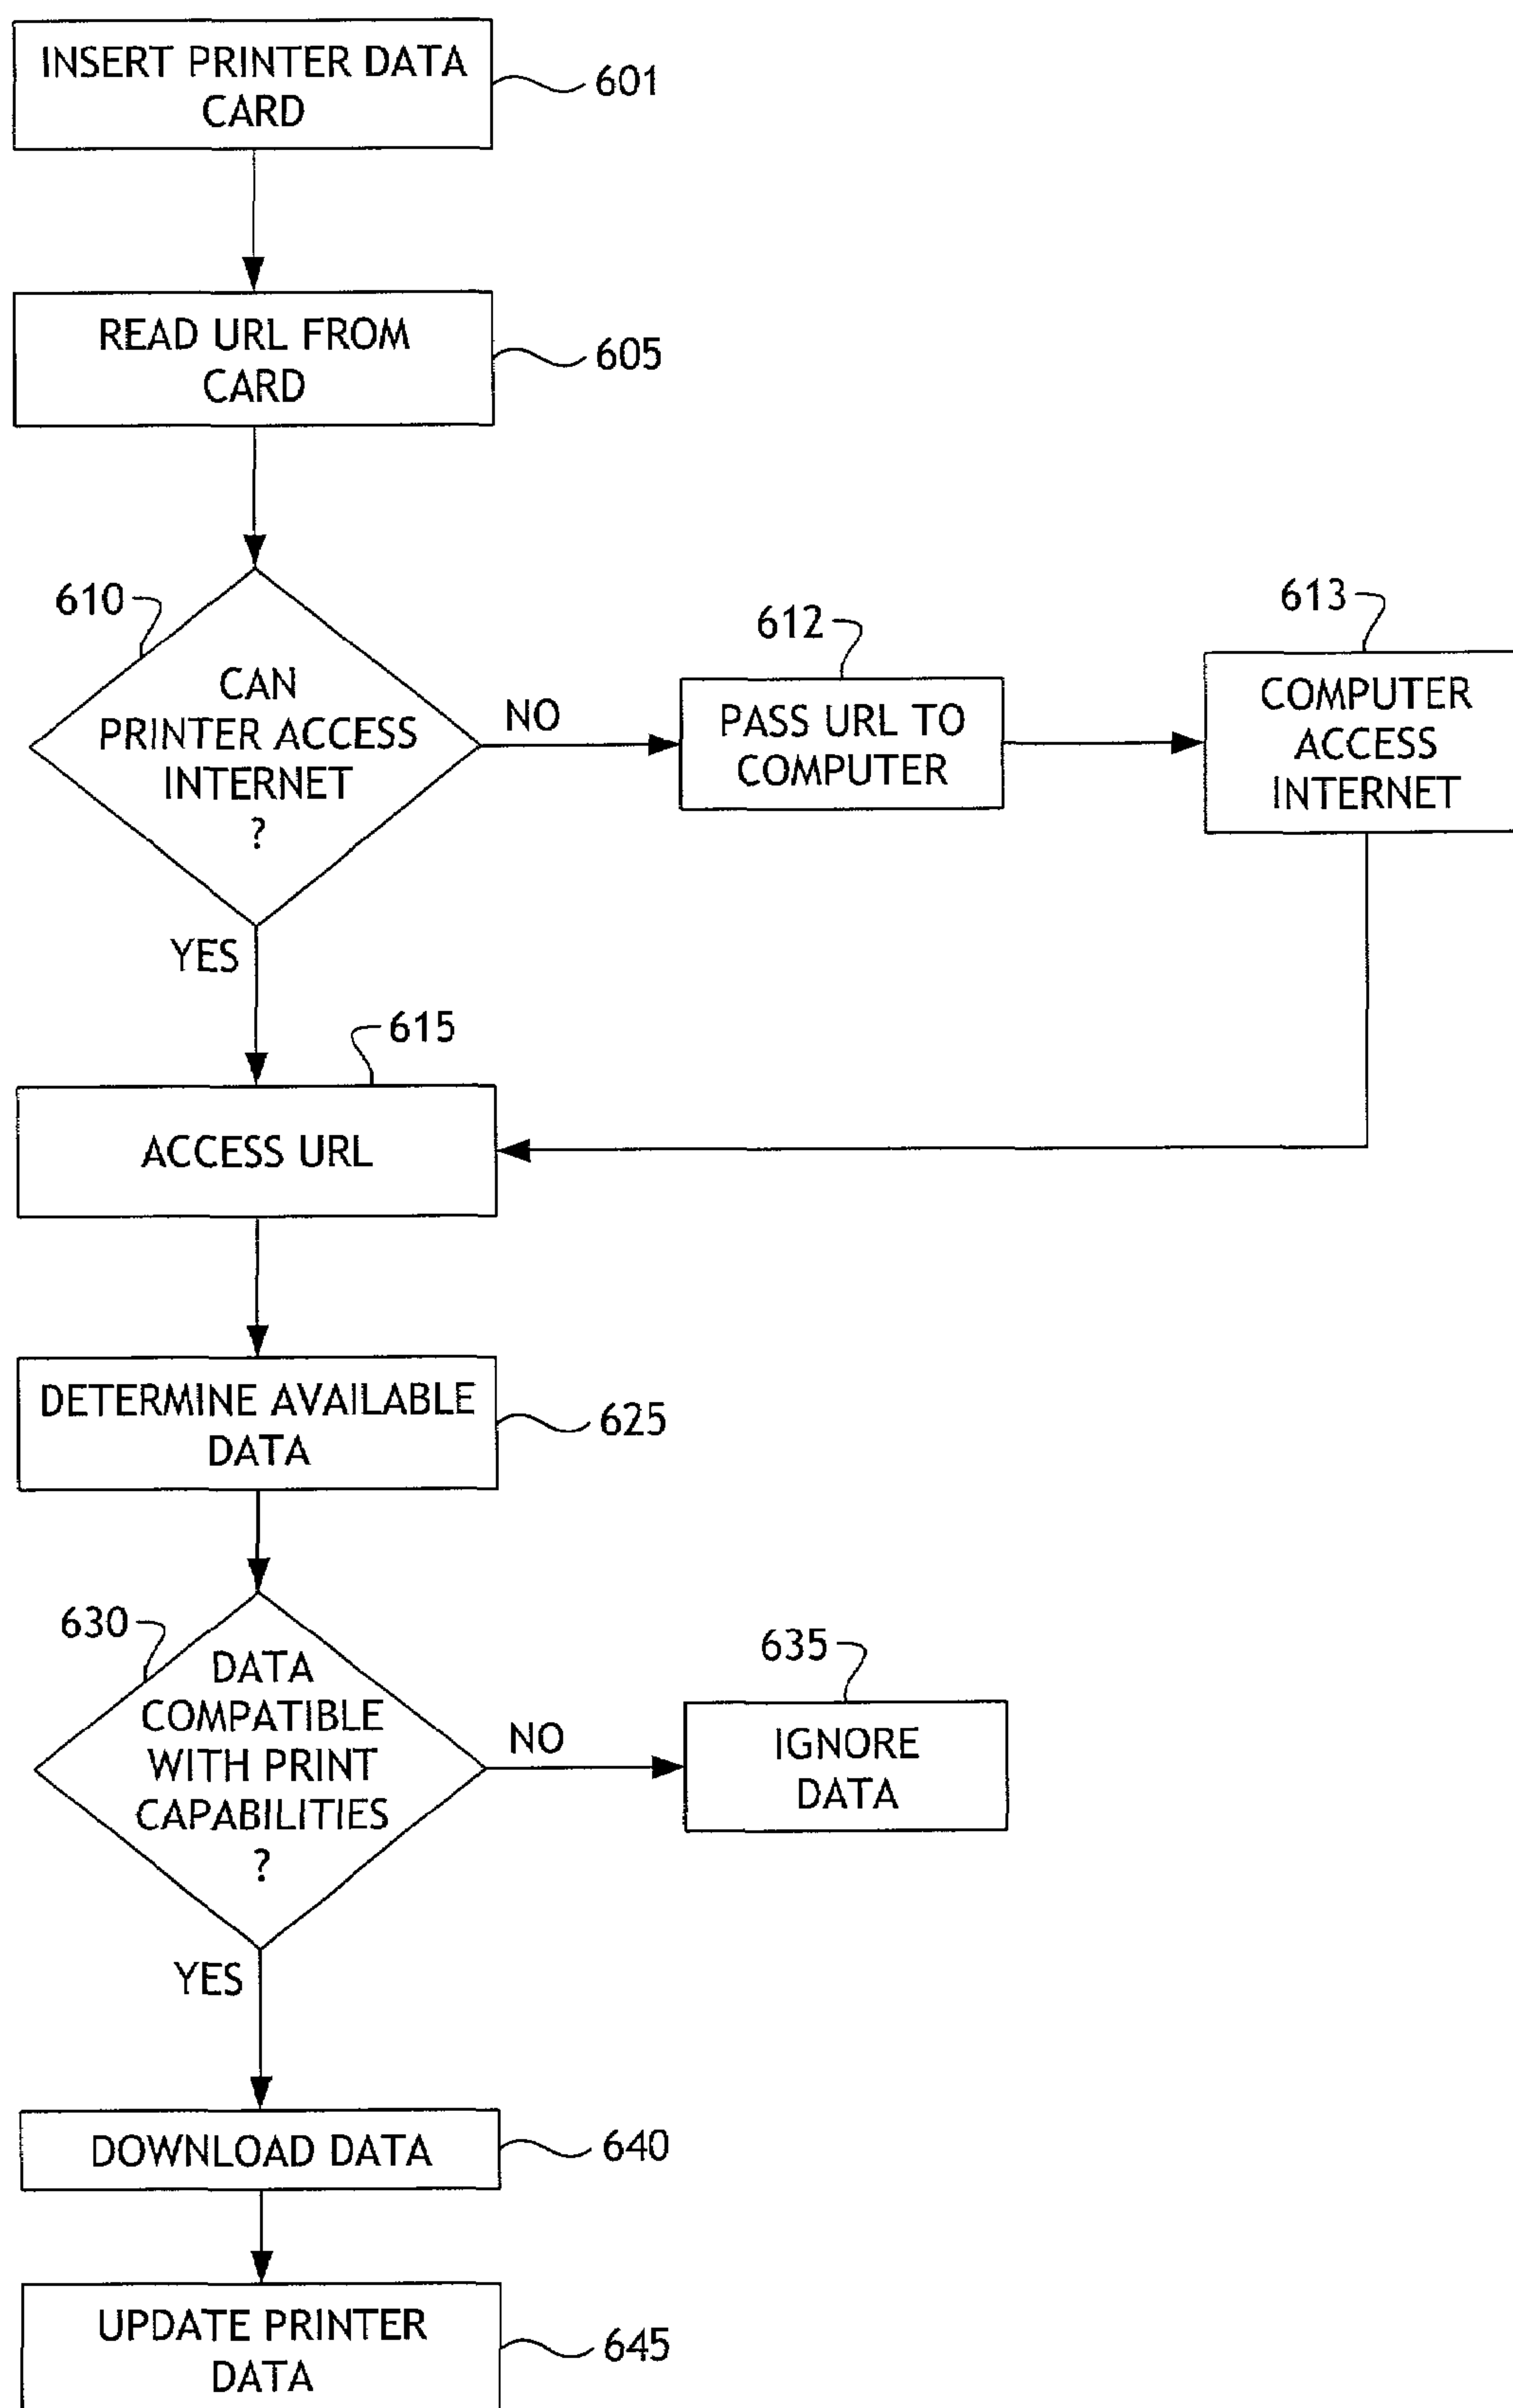 INSERT PRINTER DATA
CARD
601
READ URL FROM
CARD
605
610
CAN
PRINTER ACCESS
INTERNET
?
NO
612
PASS URL TO
COMPUTER
613
COMPUTER
ACCESS
INTERNET
YES
615
ACCESS URL
DETERMINE AVAILABLE
DATA
625
630
DATA
COMPATIBLE
WITH PRINT
CAPABILITIES
?
NO
635
IGNORE
DATA
YES
DOWNLOAD DATA
640
UPDATE PRINTER
DATA
645